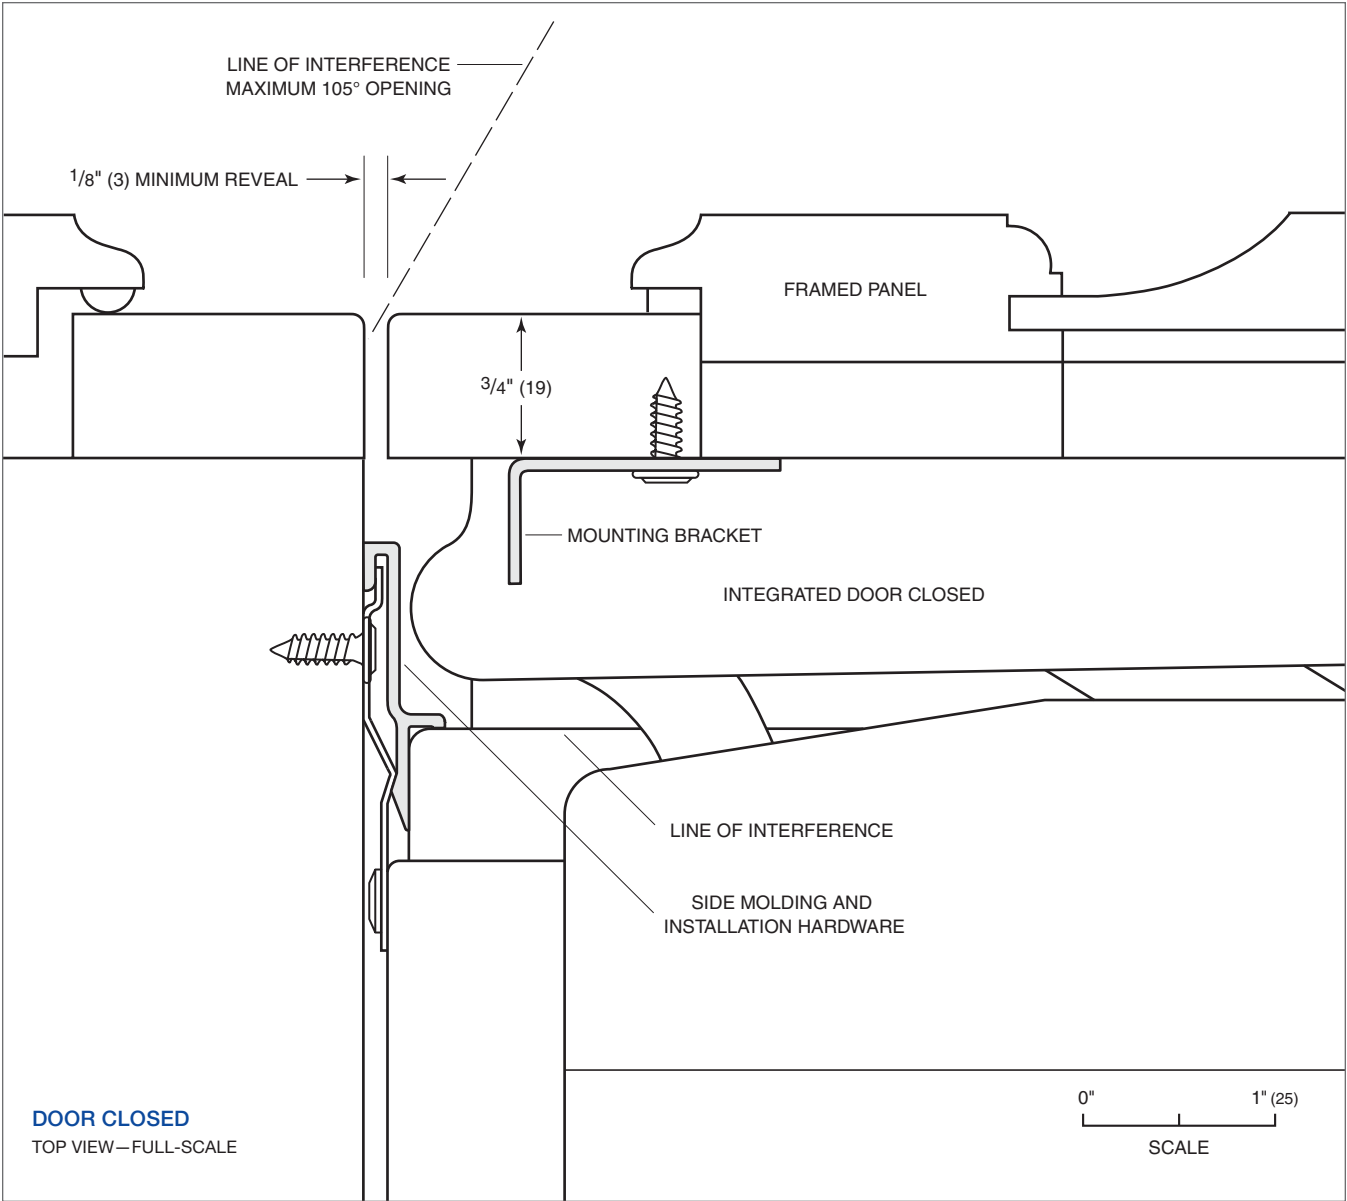 LINE OF INTERFERENCE
MAXIMUM 105° OPENING
1/8" (3) MINIMUM REVEAL
FRAMED PANEL
3/4" (19)
MOUNTING BRACKET
INTEGRATED DOOR CLOSED
LINE OF INTERFERENCE
SIDE MOLDING AND
INSTALLATION HARDWARE
DOOR CLOSED
TOP VIEW—FULL-SCALE
0" 1" (25)
SCALE